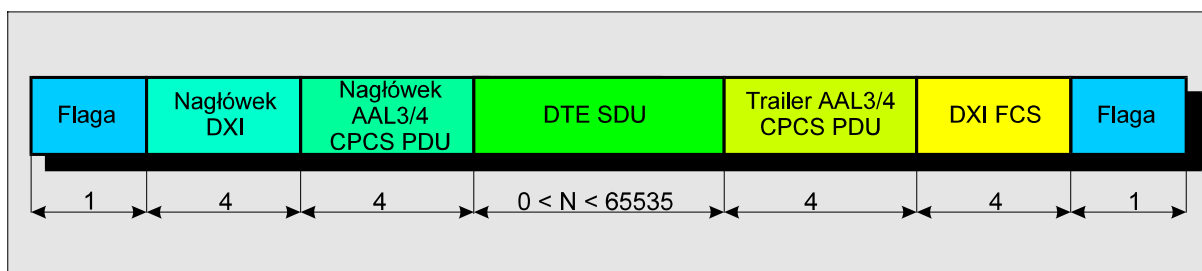 Flaga
Nagłówek
DXI
Nagłówek
AAL3/4
CPCS PDU
DTE SDU
Trailer AAL3/4
CPCS PDU
DXI FCS
Flaga
1
4
4
0 < N < 65535
4
4
1